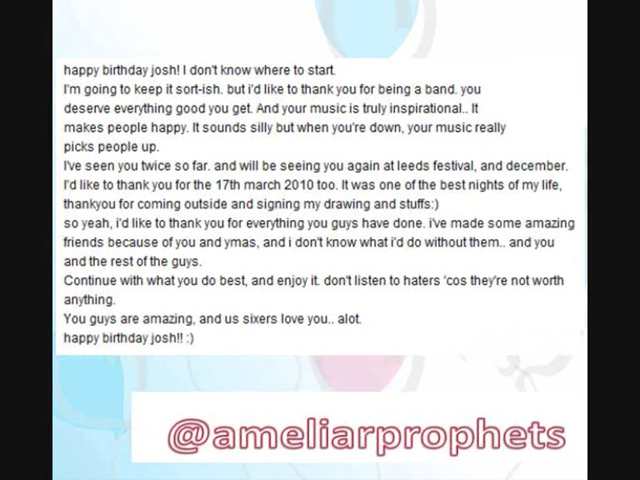 happy birthday josh! I don't know where to start.
I'm going to keep it sort-ish. but i'd like to thank you for being a band. you
deserve everything good you get. And your music is truly inspirational.. It
makes people happy. It sounds silly but when you're down, your music really
picks people up.
I've seen you twice so far. and will be seeing you again at leeds festival, and december.
I'd like to thank you for the 17th march 2010 too. It was one of the best nights of my life,
thankyou for coming outside and signing my drawing and stuffs:)
so yeah, i'd like to thank you for everything you guys have done. i've made some amazing
friends because of you and ymas, and i don't know what i'd do without them.. and you
and the rest of the guys.
Continue with what you do best, and enjoy it. don't listen to haters 'cos they're not worth
anything.
You guys are amazing, and us sixers love you.. alot.
happy birthday josh!! :)
@ameliarprophets